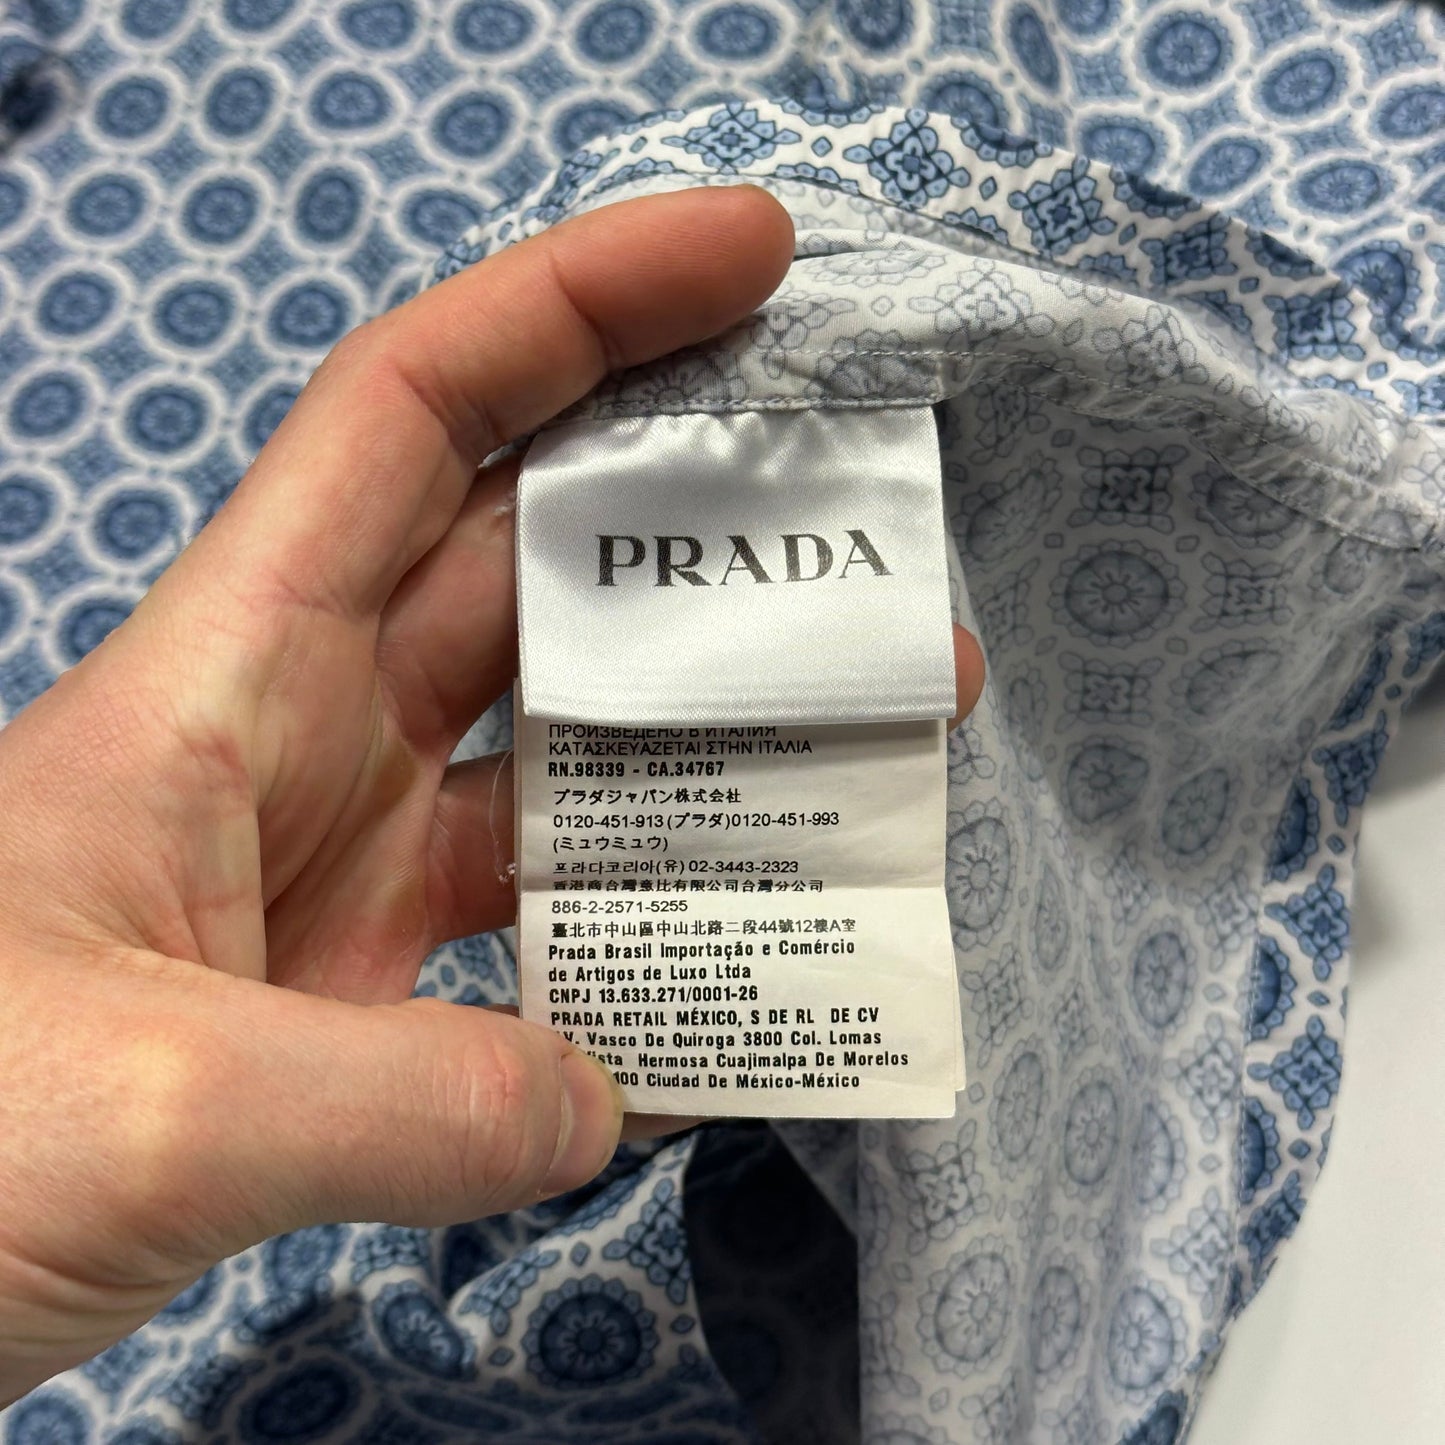 PRADA
ПРОИЗВЕДЕНО В ИТАЛИЯ
ΚΑΤΑΣΚΕΥΑΖΕΤΑΙ ΣΤΗΝ ΙΤΑΛΙΑ
RN.98339 - CA.34767
プラダジャパン株式会社
0120-451-913(プラダ)0120-451-993
(ミュウミュウ)
프라다코리아(유) 02-3443-2323
香港商台灣意比有限公司台灣分公司
886-2-2571-5255
臺北市中山區中山北路二段44號12樓A室
Prada Brasil Importação e Comércio
de Artigos de Luxo Ltda
CNPJ 13.633.271/0001-26
PRADA RETAIL MÉXICO, S DE RL DE CV
Vasco De Quiroga 3800 Col. Lomas
Hermosa Cuajimalpa De Morelos
Ciudad De México-México